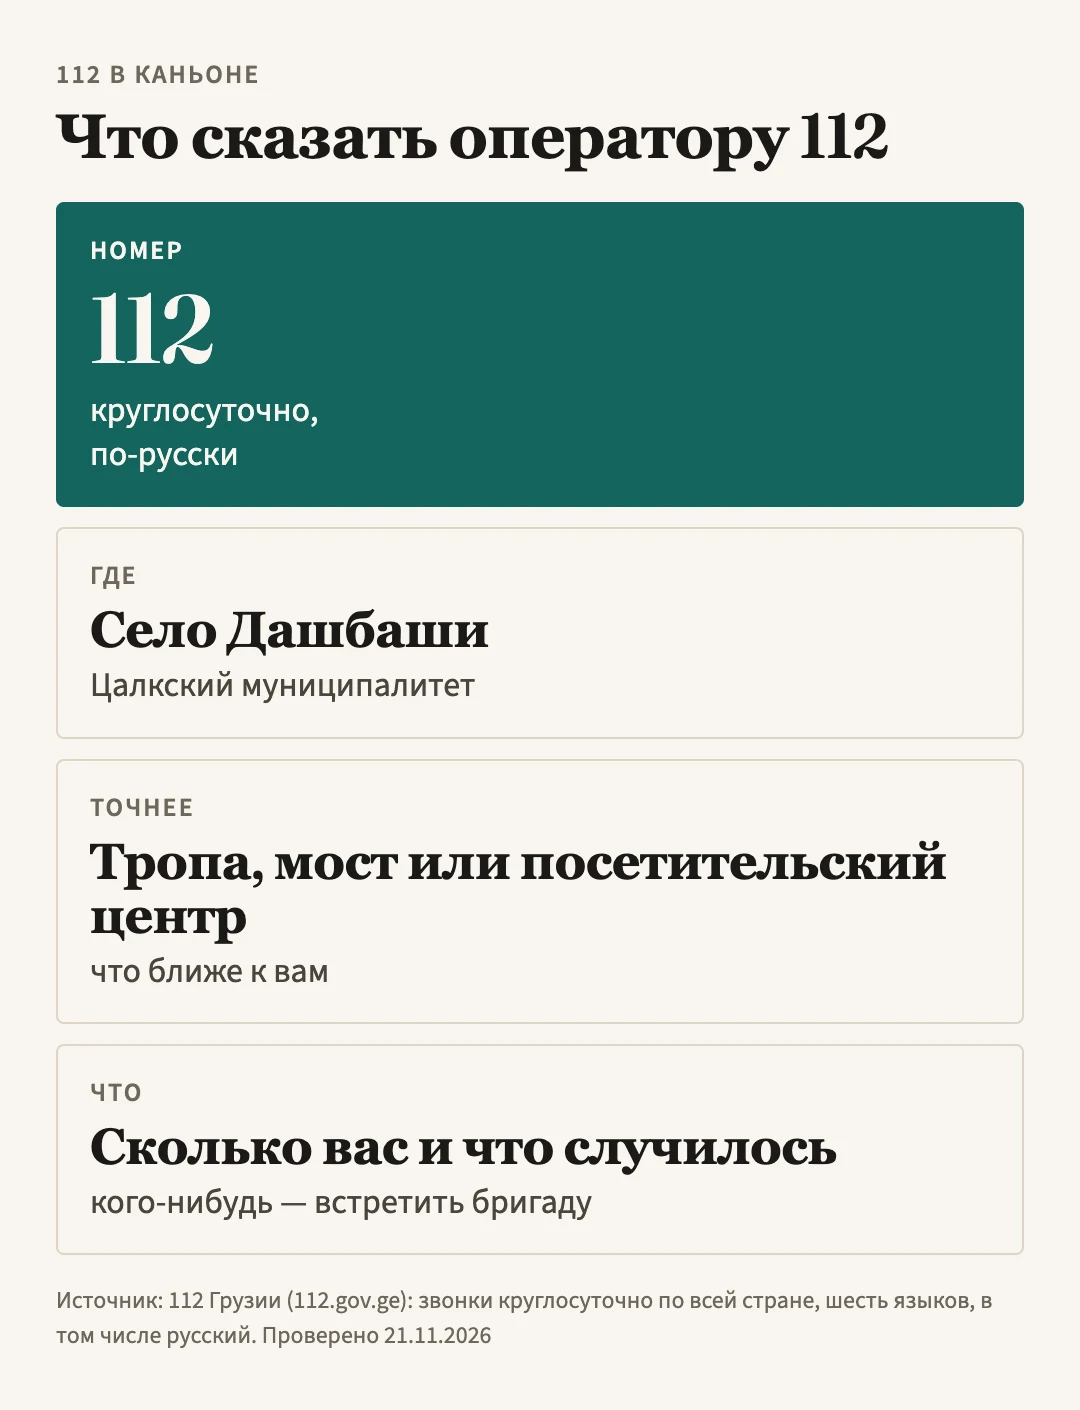 112 В КАНЬОНЕ
Что сказать оператору 112
НОМЕР
112
круглосуточно,
по-русски
ГДЕ
Село Дашбаши
Цалкский муниципалитет
ТОЧНЕЕ
Тропа, мост или посетительский
центр
что ближе к вам
ЧТО
Сколько вас и что случилось
кого-нибудь — встретить бригаду
Источник: 112 Грузии (112.gov.ge): звонки круглосуточно по всей стране, шесть языков, в
том числе русский. Проверено 21.11.2026